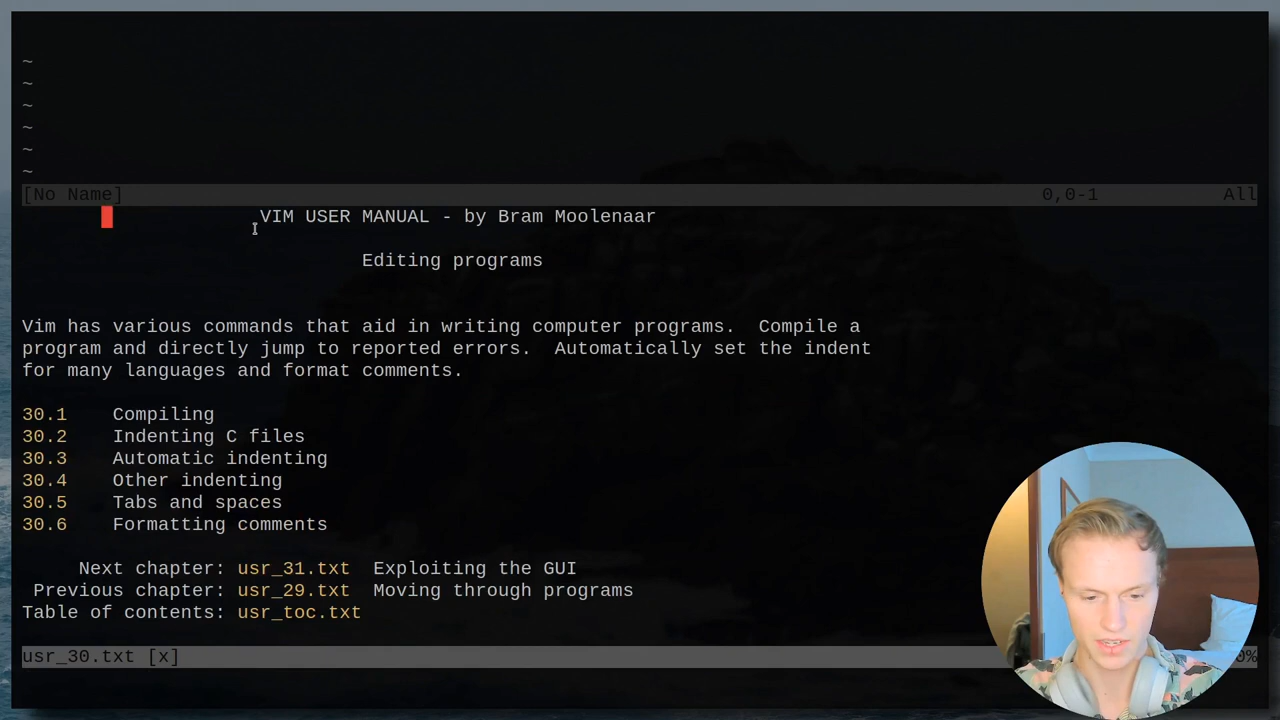 ~
~
~
~
~
~
[No Name] 0,0-1 All
VIM USER MANUAL - by Bram Moolenaar
Editing programs
Vim has various commands that aid in writing computer programs.  Compile a
program and directly jump to reported errors.  Automatically set the indent
for many languages and format comments.
30.1 Compiling
30.2 Indenting C files
30.3 Automatic indenting
30.4 Other indenting
30.5 Tabs and spaces
30.6 Formatting comments
Next chapter: usr_31.txt  Exploiting the GUI
Previous chapter: usr_29.txt  Moving through programs
Table of contents: usr_toc.txt
usr_30.txt [x]